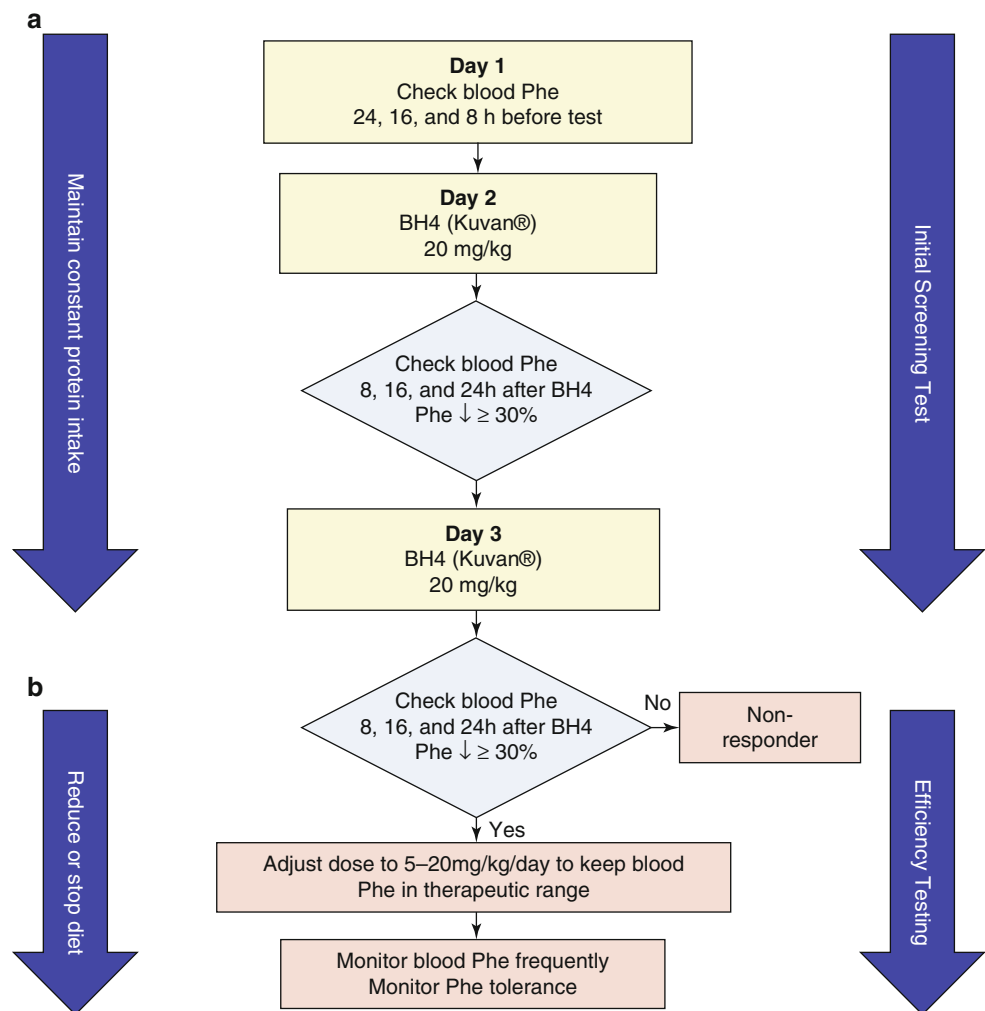 a
Maintain constant protein intake
Initial Screening Test
Day 1
Check blood Phe
24, 16, and 8 h before test
Day 2
BH4 (Kuvan®)
20 mg/kg
Check blood Phe
8, 16, and 24h after BH4
Phe ↓ ≥ 30%
Day 3
BH4 (Kuvan®)
20 mg/kg
b
Reduce or stop diet
Efficiency Testing
Check blood Phe
8, 16, and 24h after BH4
Phe ↓ ≥ 30%
No
Non-
responder
Yes
Adjust dose to 5–20mg/kg/day to keep blood
Phe in therapeutic range
Monitor blood Phe frequently
Monitor Phe tolerance